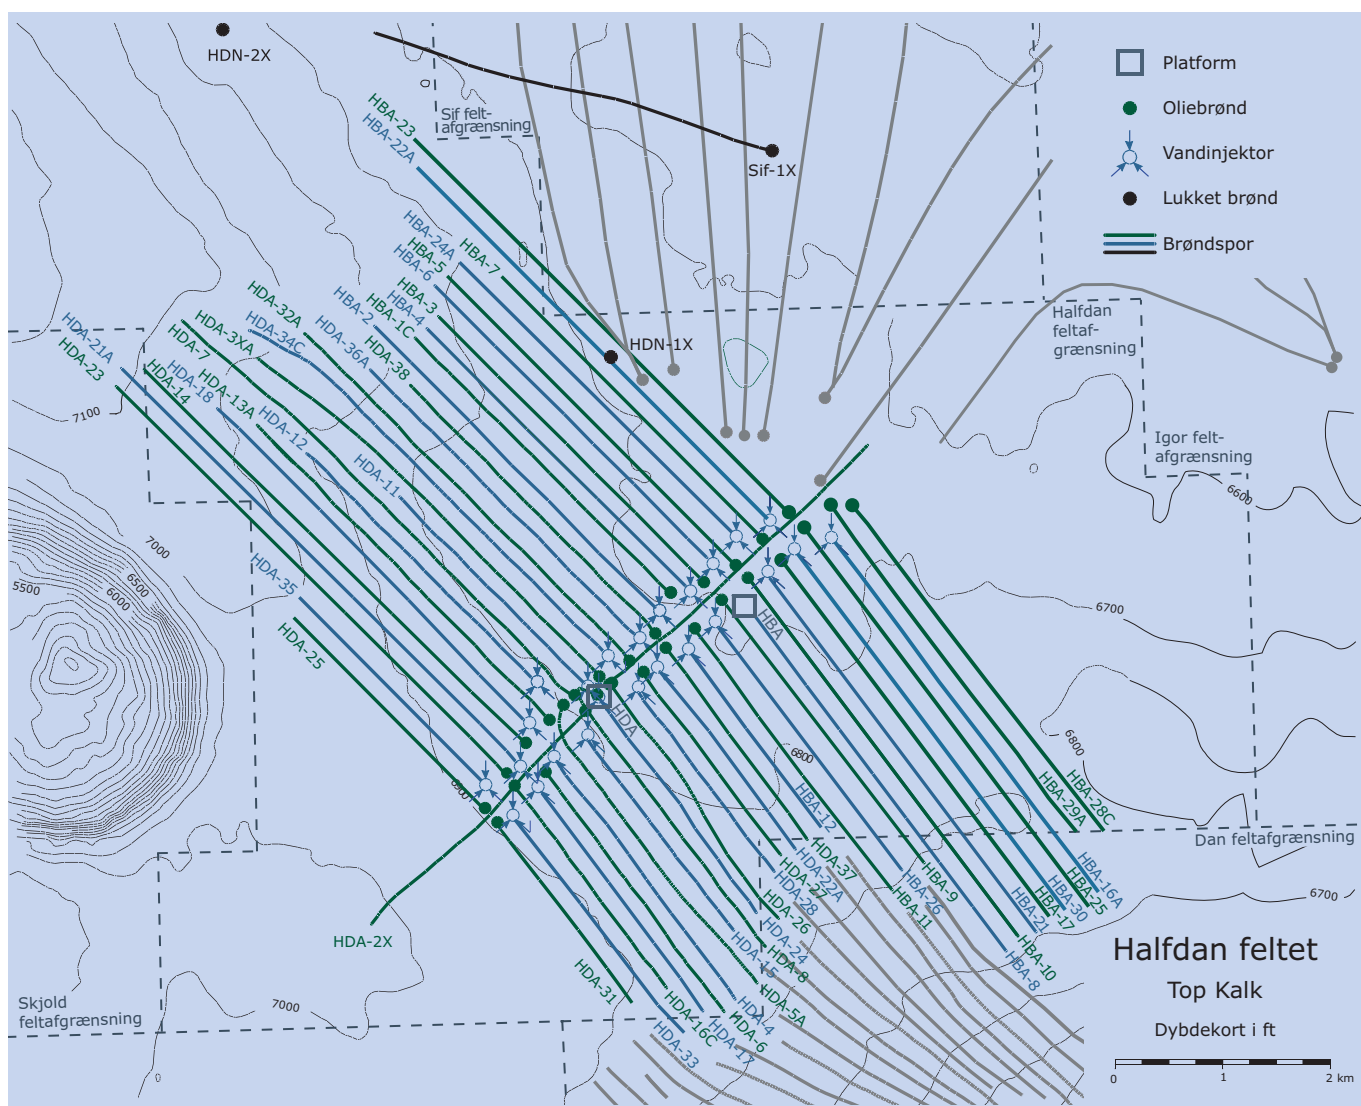 HDN-2X
Sif felt-
afgrænsning
Sif-1X
HDN-1X
Platform
Oliebrønd
Vandinjektor
Lukket brønd
Brøndspor
HBA-23
HBA-22A
HBA-24A
HBA-7
HBA-5
HBA-6
HBA-3
HBA-4
HBA-2
HBA-1C
HDA-38
HDA-36A
HDA-32A
HDA-34C
HDA-3XA
HDA-7
HDA-21A
HDA-23
HDA-14
HDA-18
HDA-13A
HDA-12
HDA-11
HDA-35
HDA-25
Halfdan
feltaf-
grænsning
Igor felt-
afgrænsning
7100
7000
6500
6000
5500
6600
6700
6800
6800
6900
HBA
HDA
HBA-12
HBA-28C
HBA-29A
Dan feltafgrænsning
HDA-37
HDA-22A
HDA-27
HDA-28
HDA-26
HDA-24
HDA-15
HDA-8
HDA-5A
HDA-4
HDA-6
HDA-17
HDA-16C
HDA-33
HDA-31
HBA-9
HBA-26
HBA-11
HBA-16A
HBA-25
HBA-30
HBA-17
HBA-21
HBA-10
HBA-8
6700
HDA-2X
7000
Skjold
feltafgrænsning
Halfdan feltet
Top Kalk
Dybdekort i ft
0 1 2 km